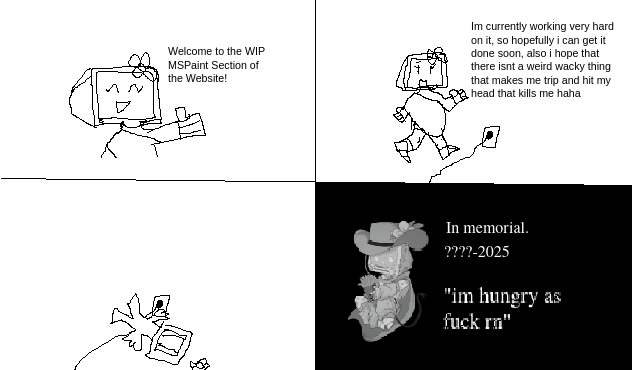 Welcome to the WIP
MSPaint Section of
the Website!
Im currently working very hard
on it, so hopefully i can get it
done soon, also i hope that
there isnt a weird wacky thing
that makes me trip and hit my
head that kills me haha
In memorial.
????-2025
"im hungry as
fuck rn"